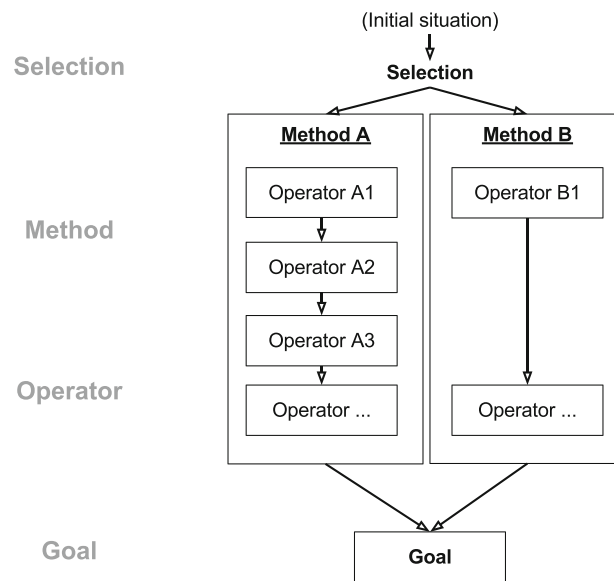 (Initial situation)
Selection
Selection
Method A
Method B
Operator A1
Operator B1
Method
Operator A2
Operator A3
Operator
Operator ...
Operator ...
Goal
Goal